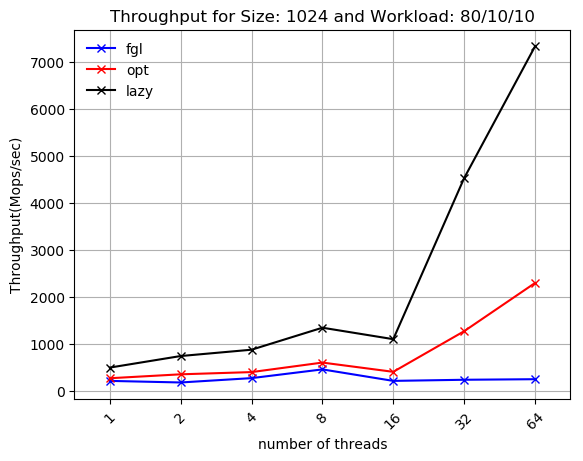 Throughput for Size: 1024 and Workload: 80/10/10
fgl
opt
lazy
7000
6000
5000
4000
3000
2000
1000
0
Throughput(Mops/sec)
1 2 4 8 16 32 64
number of threads